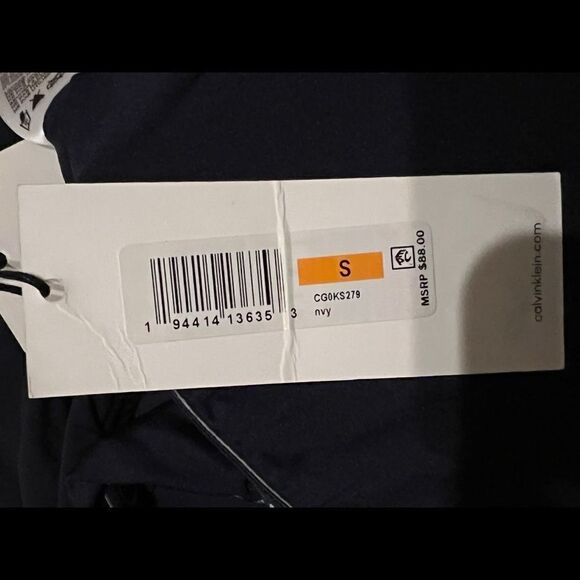 S
CG0KS279
nvy
1 94414 13635 3
MSRP $88.00
calvinklein.com